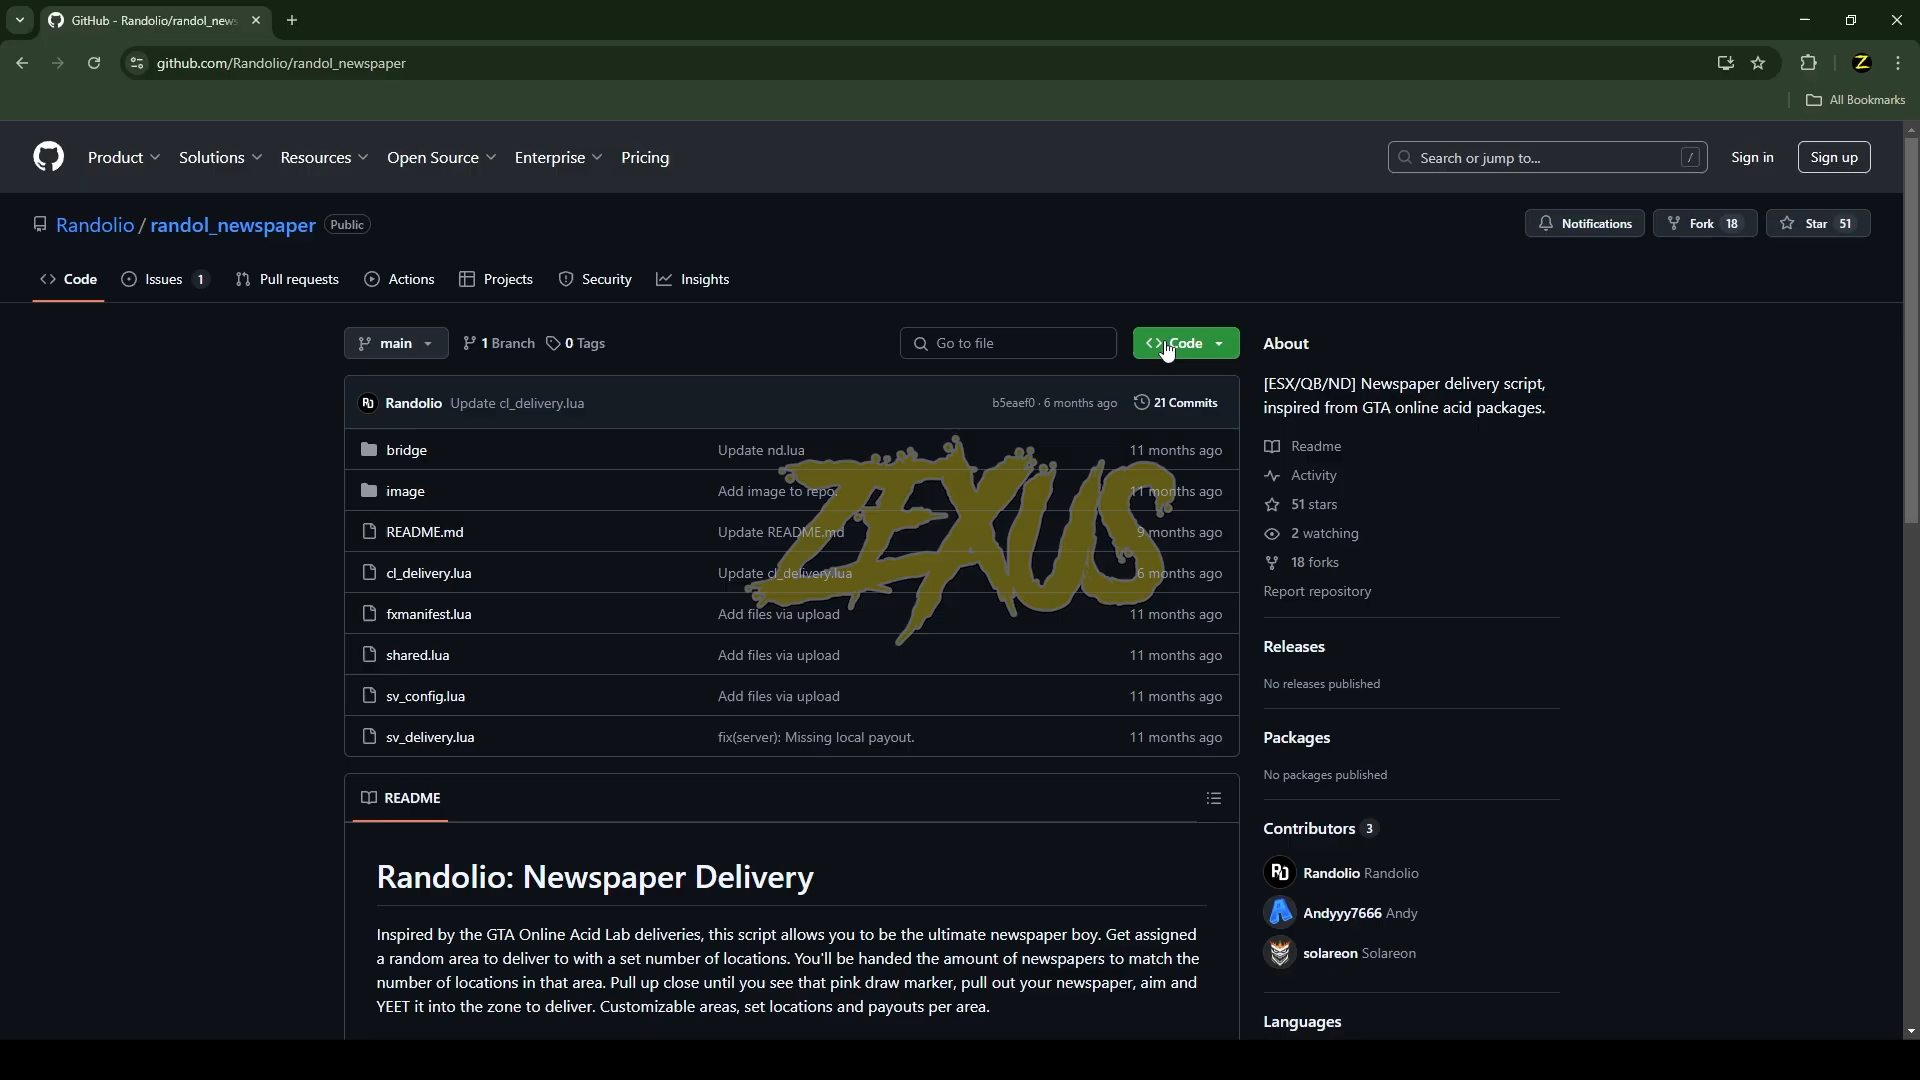 GitHub - Randolio/randol_news
github.com/Randolio/randol_newspaper
Z
All Bookmarks
Product Solutions Resources Open Source Enterprise Pricing
Search or jump to... /
Sign in
Sign up
Randolio / randol_newspaper Public
Notifications
Fork 18
Star 51
Code Issues 1 Pull requests Actions Projects Security Insights
main 1 Branch 0 Tags
Go to file
Code
Randolio Update cl_delivery.lua b5eaef0 · 6 months ago 21 Commits
bridge Update nd.lua 11 months ago
image Add image to repo. 11 months ago
README.md Update README.md 9 months ago
cl_delivery.lua Update cl_delivery.lua 6 months ago
fxmanifest.lua Add files via upload 11 months ago
shared.lua Add files via upload 11 months ago
sv_config.lua Add files via upload 11 months ago
sv_delivery.lua fix(server): Missing local payout. 11 months ago
ZEXUS
README
Randolio: Newspaper Delivery
Inspired by the GTA Online Acid Lab deliveries, this script allows you to be the ultimate newspaper boy. Get assigned
a random area to deliver to with a set number of locations. You'll be handed the amount of newspapers to match the
number of locations in that area. Pull up close until you see that pink draw marker, pull out your newspaper, aim and
YEET it into the zone to deliver. Customizable areas, set locations and payouts per area.
About
[ESX/QB/ND] Newspaper delivery script,
inspired from GTA online acid packages.
Readme
Activity
51 stars
2 watching
18 forks
Report repository
Releases
No releases published
Packages
No packages published
Contributors 3
RD Randolio Randolio
Andyyy7666 Andy
solareon Solareon
Languages